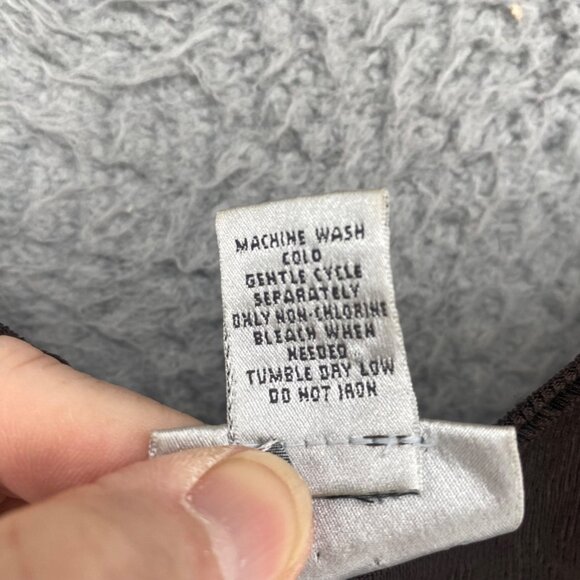 MACHINE WASH
COLD
GENTLE CYCLE
SEPARATELY
ONLY NON-CHLORINE
BLEACH WHEN
NEEDED
TUMBLE DRY LOW
DO NOT IRON